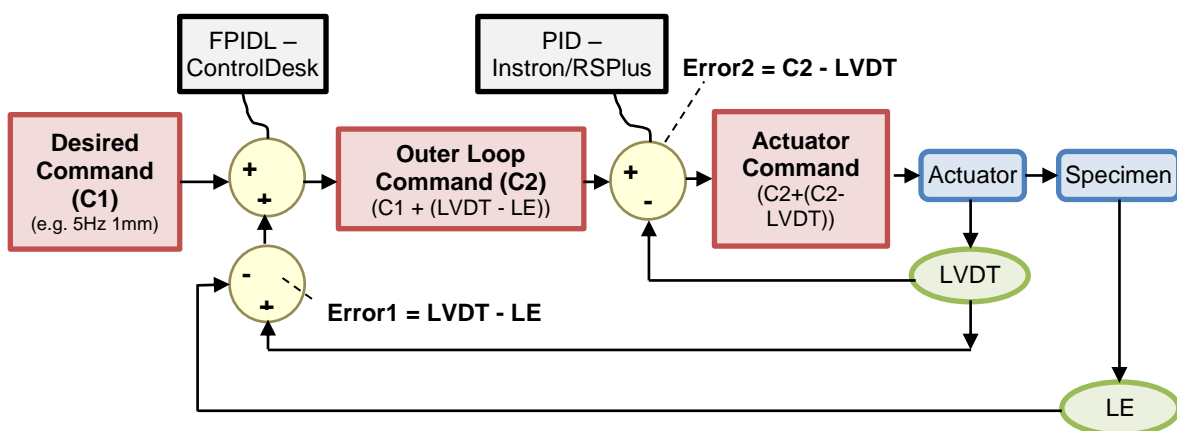 FPIDL –
ControlDesk
PID –
Instron/RSPlus
Error2 = C2 - LVDT
Desired
Command
(C1)
(e.g. 5Hz 1mm)
+
+
Outer Loop
Command (C2)
(C1 + (LVDT - LE))
+
-
Actuator
Command
(C2+(C2-
LVDT))
Actuator
Specimen
-
+
Error1 = LVDT - LE
LVDT
LE